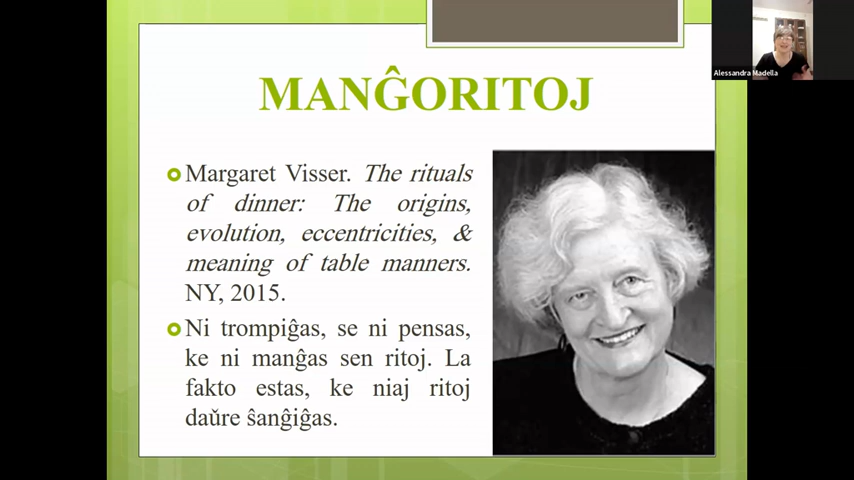 Alessandra Madella
MANĜORITOJ
Margaret Visser. The rituals
of dinner: The origins,
evolution, eccentricities, &
meaning of table manners.
NY, 2015.
Ni trompiĝas, se ni pensas,
ke ni manĝas sen ritoj. La
fakto estas, ke niaj ritoj
daŭre ŝanĝiĝas.